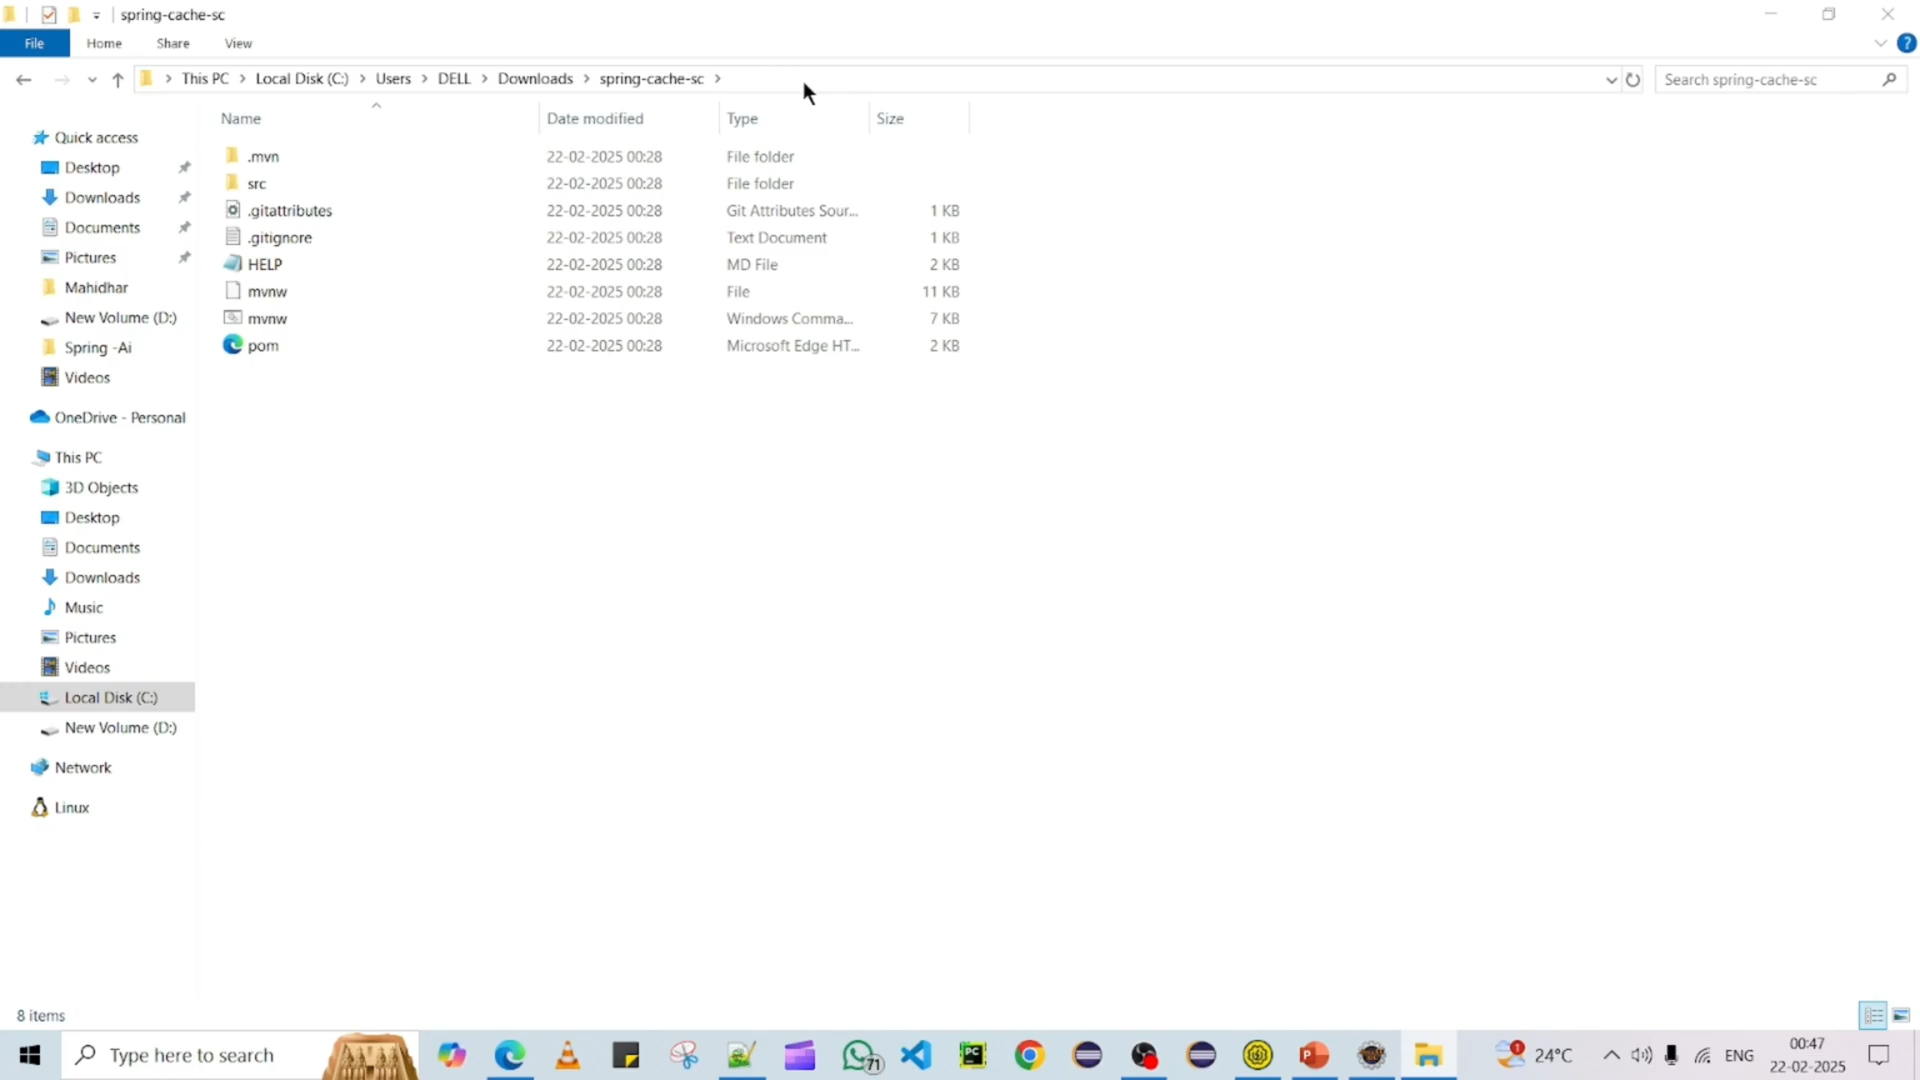 spring-cache-sc
File Home Share View
This PC Local Disk (C:) Users DELL Downloads spring-cache-sc Search spring-cache-sc
Name Date modified Type Size
.mvn 22-02-2025 00:28 File folder
src 22-02-2025 00:28 File folder
.gitattributes 22-02-2025 00:28 Git Attributes Sour... 1 KB
.gitignore 22-02-2025 00:28 Text Document 1 KB
HELP 22-02-2025 00:28 MD File 2 KB
mvnw 22-02-2025 00:28 File 11 KB
mvnw 22-02-2025 00:28 Windows Comma... 7 KB
pom 22-02-2025 00:28 Microsoft Edge HT... 2 KB
Quick access
Desktop
Downloads
Documents
Pictures
Mahidhar
New Volume (D:)
Spring -Ai
Videos
OneDrive - Personal
This PC
3D Objects
Desktop
Documents
Downloads
Music
Pictures
Videos
Local Disk (C:)
New Volume (D:)
Network
Linux
8 items
Type here to search 71 PC 1 24°C ENG 00:47
22-02-2025